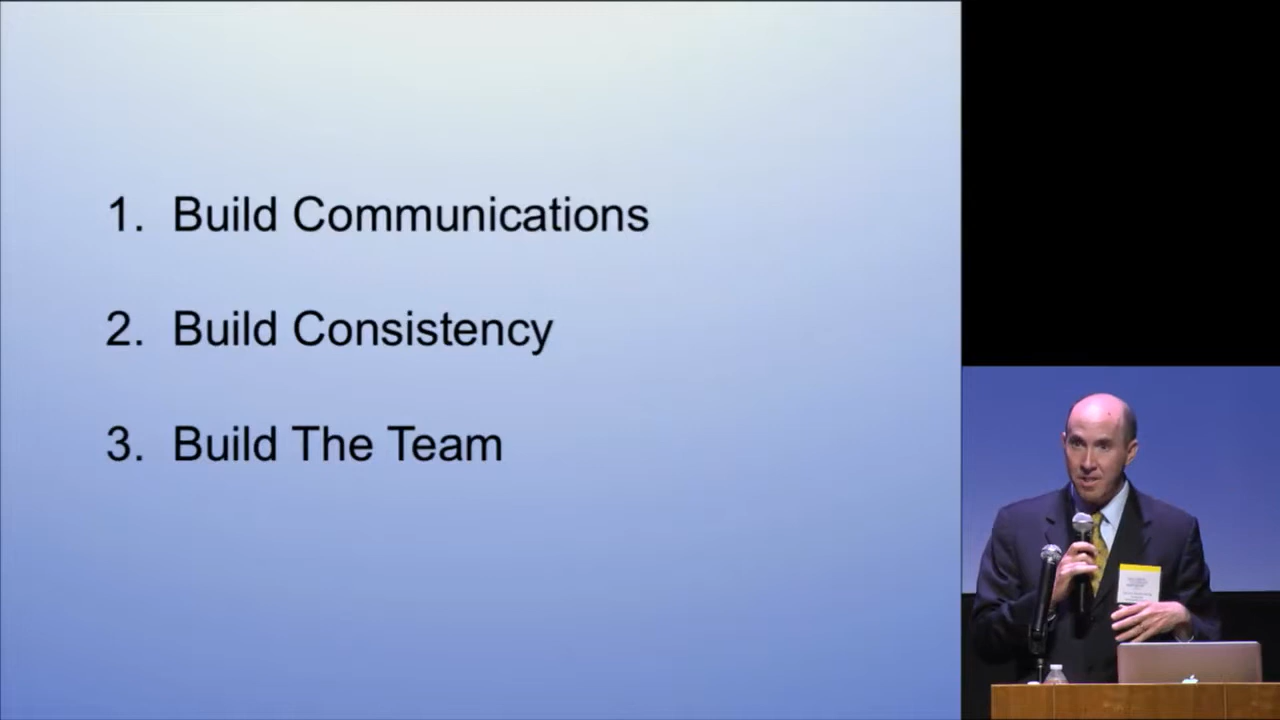 1. Build Communications
2. Build Consistency
3. Build The Team